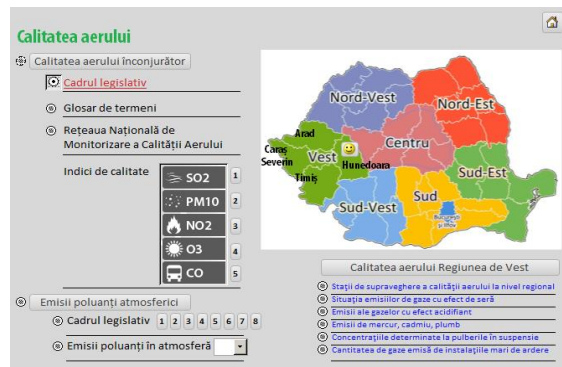 Calitatea aerului
Calitatea aerului înconjurător
Cadrul legislativ
Glosar de termeni
Rețeaua Națională de
Monitorizare a Calității Aerului
Indici de calitate
SO2 1
PM10 2
NO2 3
O3 4
CO 5
Emisii poluanți atmosferici
Cadrul legislativ 1 2 3 4 5 6 7 8
Emisii poluanți în atmosferă
Nord-Vest
Nord-Est
Arad
Centru
Caraș
Severin
Vest
Hunedoara
Timiș
Sud-Est
Sud-Vest
Sud
București
și Ilfov
Calitatea aerului Regiunea de Vest
Stații de supraveghere a calității aerului la nivel regional
Situația emisiilor de gaze cu efect de seră
Emisii ale gazelor cu efect acidifiant
Emisii de mercur, cadmiu, plumb
Concentrațiile determinate la pulberile în suspensie
Cantitatea de gaze emisă de instalațiile mari de ardere